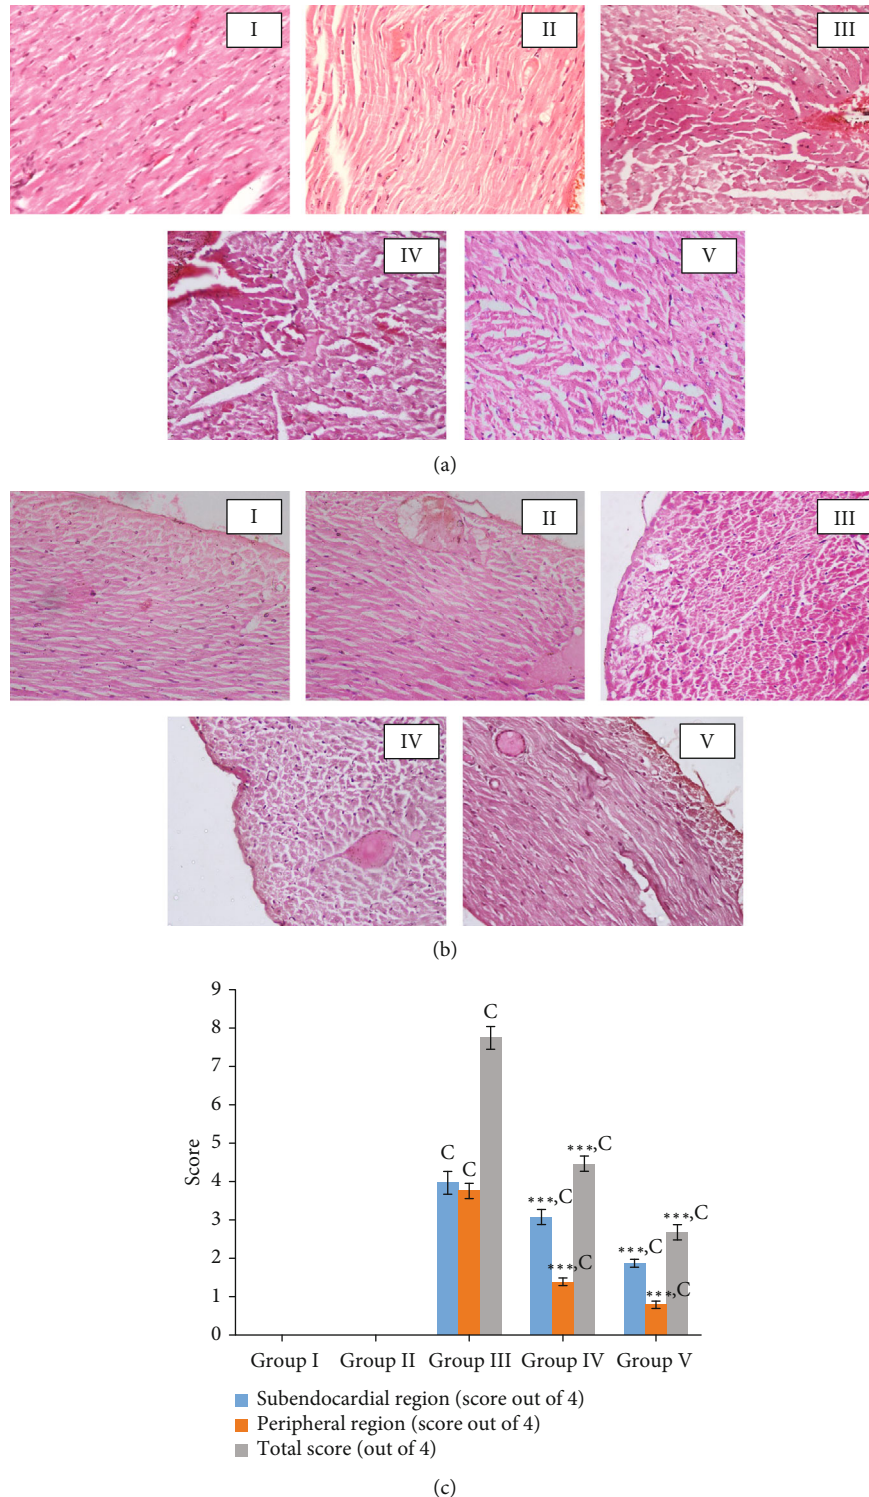 I
II
III
IV
V
(a)
I
II
III
IV
V
(b)
9
8
7
6
5
4
3
2
1
0
Score
C
C
C
***,C
***,C
***,C
***,C
***,C
***,C
Group I
Group II
Group III
Group IV
Group V
Subendocardial region (score out of 4)
Peripheral region (score out of 4)
Total score (out of 4)
(c)